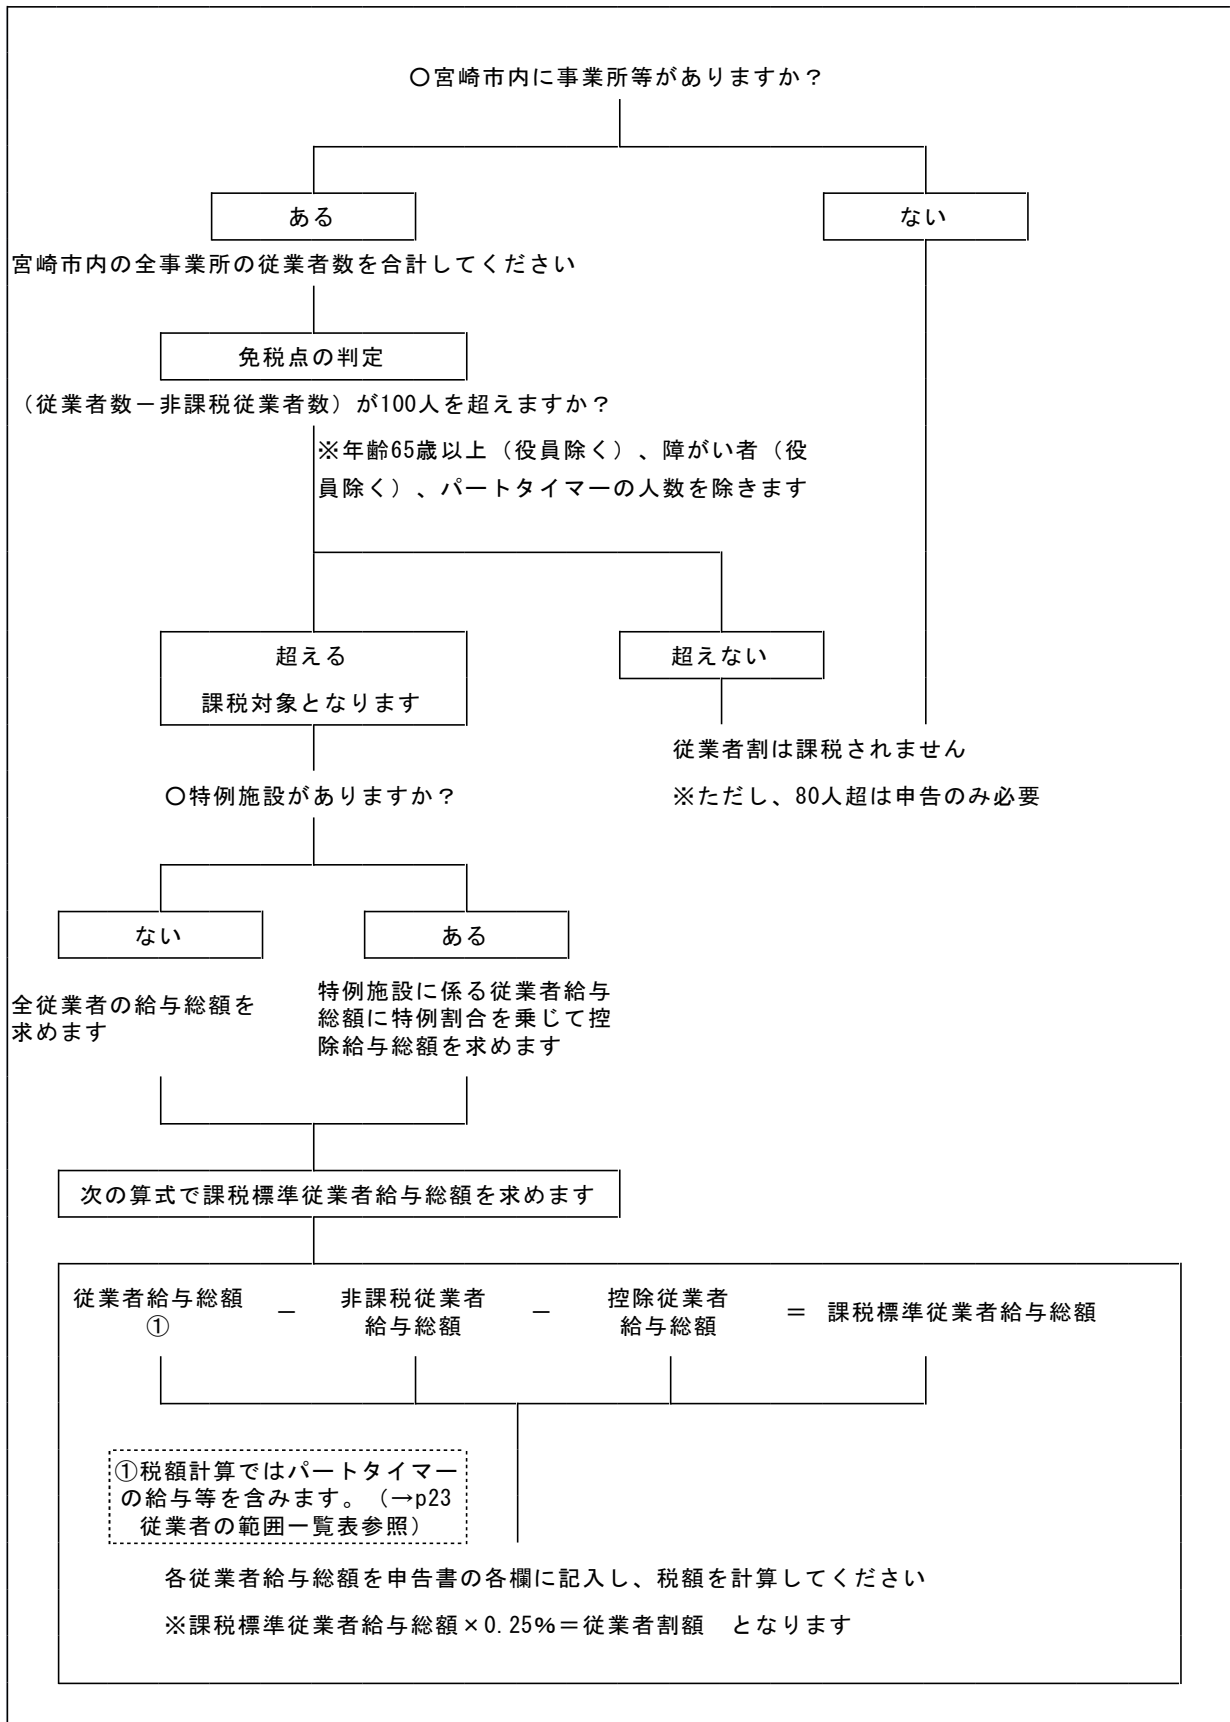 〇宮崎市内に事業所等がありますか？
ある
ない
宮崎市内の全事業所の従業者数を合計してください
免税点の判定
（従業者数－非課税従業者数）が100人を超えますか？
※年齢65歳以上（役員除く）、障がい者（役
員除く）、パートタイマーの人数を除きます
超える
課税対象となります
超えない
従業者割は課税されません
※ただし、80人超は申告のみ必要
〇特例施設がありますか？
ない
ある
全従業者の給与総額を
求めます
特例施設に係る従業者給与
総額に特例割合を乗じて控
除給与総額を求めます
次の算式で課税標準従業者給与総額を求めます
従業者給与総額
①
－
非課税従業者
給与総額
－
控除従業者
給与総額
＝
課税標準従業者給与総額
①税額計算ではパートタイマー
の給与等を含みます。（→p23
従業者の範囲一覧表参照）
各従業者給与総額を申告書の各欄に記入し、税額を計算してください
※課税標準従業者給与総額×0.25%＝従業者割額　となります